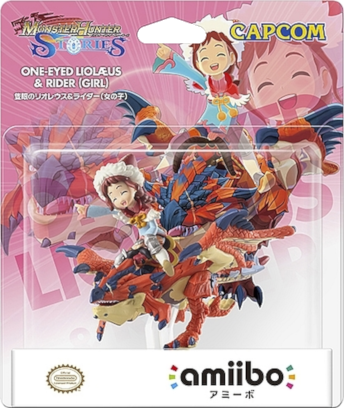 MONSTER HUNTER
STORIES
CAPCOM
ONE-EYED LIOLÆUS
& RIDER (GIRL)
隻眼のリオレウス&ライダー(女の子)
amiibo
アミーボ